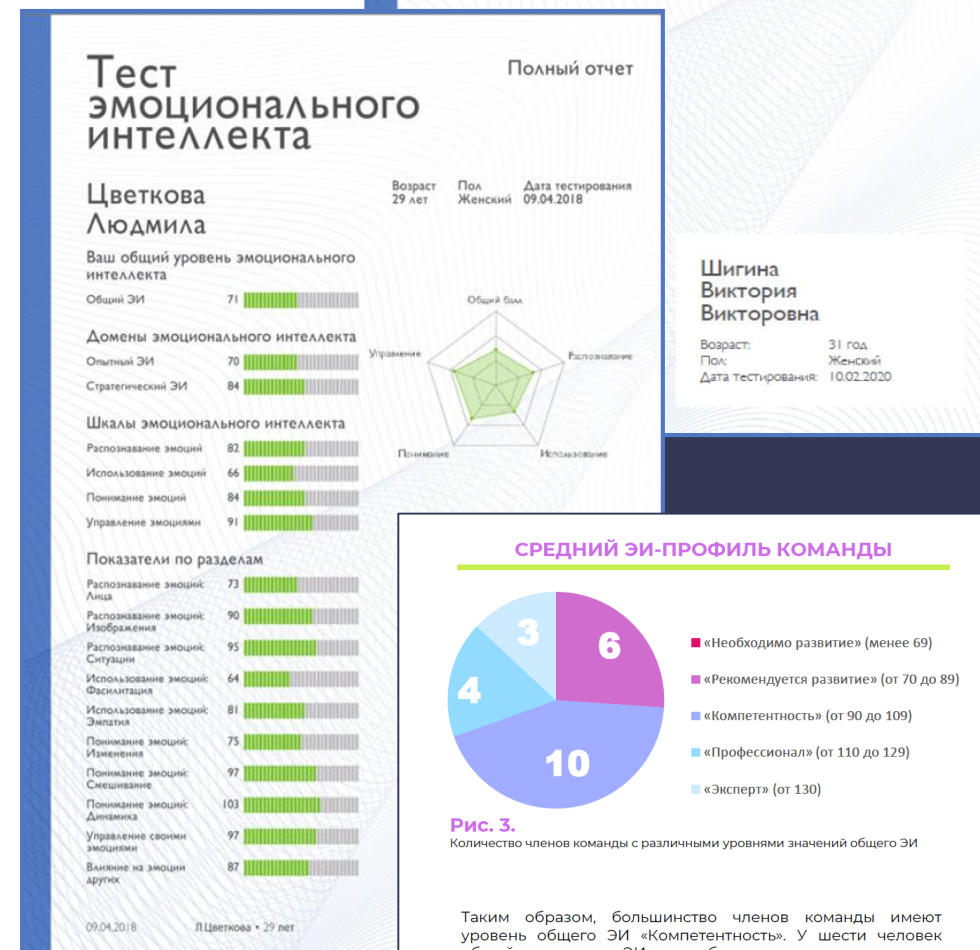 Тест
эмоционального
интеллекта
Полный отчет
Цветкова
Людмила
Возраст
29 лет
Пол
Женский
Дата тестирования
09.04.2018
Ваш общий уровень эмоционального
интеллекта
Общий ЭИ 71
Домены эмоционального интеллекта
Опытный ЭИ 70
Стратегический ЭИ 84
Шкалы эмоционального интеллекта
Распознавание эмоций 82
Использование эмоций 66
Понимание эмоций 84
Управление эмоциями 91
Общий балл
Управление
Распознавание
Понимание
Использование
Показатели по разделам
Распознавание эмоций: 73
Лица
Распознавание эмоций: 90
Изображения
Распознавание эмоций: 95
Ситуации
Использование эмоций: 64
Фасилитация
Использование эмоций: 81
Эмпатия
Понимание эмоций: 75
Изменения
Понимание эмоций: 97
Смешивание
Понимание эмоций: 103
Динамика
Управление своими 97
эмоциями
Влияние на эмоции 87
других
09.04.2018
Л.Цветкова • 29 лет
Шигина
Виктория
Викторовна
Возраст: 31 год
Пол: Женский
Дата тестирования: 10.02.2020
СРЕДНИЙ ЭИ-ПРОФИЛЬ КОМАНДЫ
3
6
4
10
«Необходимо развитие» (менее 69)
«Рекомендуется развитие» (от 70 до 89)
«Компетентность» (от 90 до 109)
«Профессионал» (от 110 до 129)
«Эксперт» (от 130)
Рис. 3.
Количество членов команды с различными уровнями значений общего ЭИ
Таким образом, большинство членов команды имеют
уровень общего ЭИ «Компетентность». У шести человек